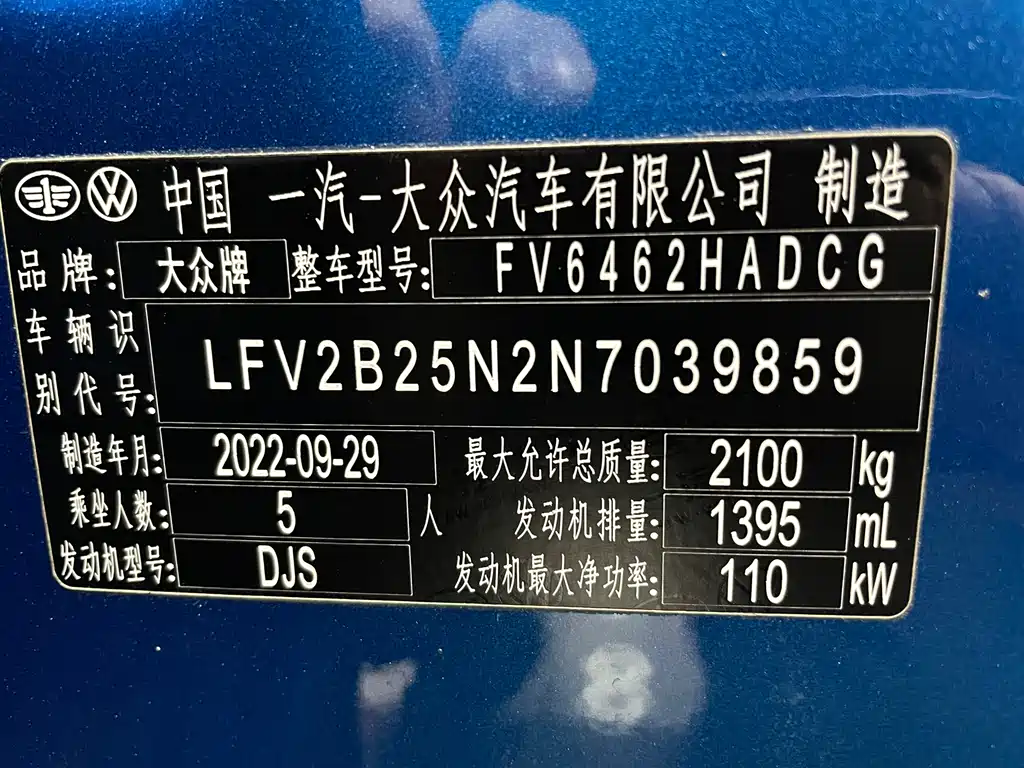 中国 一汽-大众汽车有限公司 制造
品牌: 大众牌 整车型号: FV6462HADCG
车辆识别代号: LFV2B25N2N7039859
制造年月: 2022-09-29 最大允许总质量: 2100 kg
乘坐人数: 5 人 发动机排量: 1395 mL
发动机型号: DJS 发动机最大净功率: 110 kW